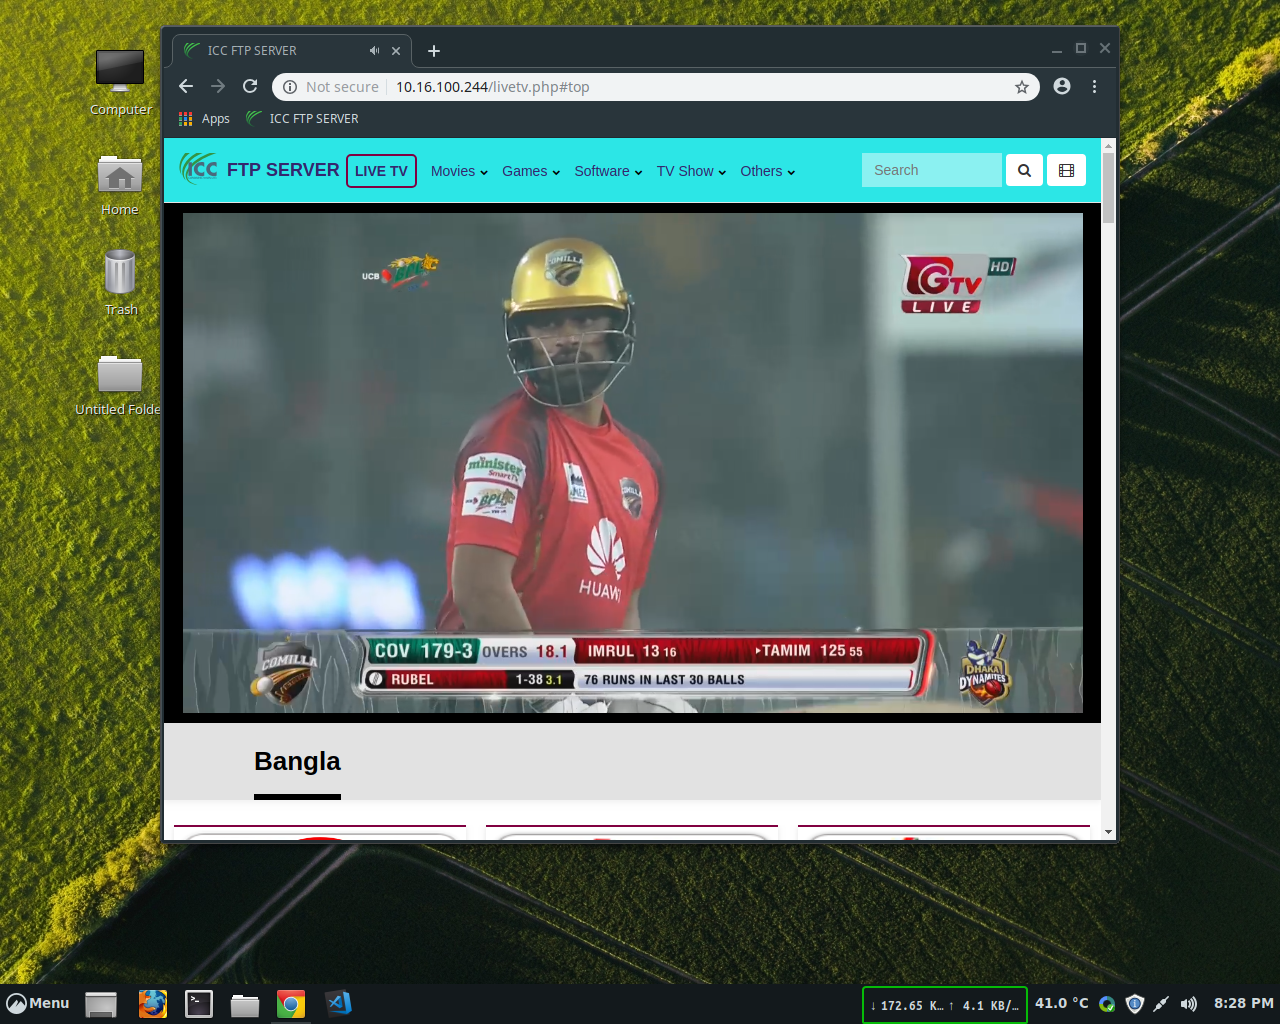 ICC FTP SERVER
Not secure 10.16.100.244/livetv.php#top
Apps ICC FTP SERVER
ICC FTP SERVER LIVE TV Movies Games Software TV Show Others Search
Computer
Home
Trash
Untitled Folde
UCB BPL
GTV HD
LIVE
COMILLA
minister
SmartTv
BPL
COMILLA
HUAWEI
COMILLA
COV 179-3 OVERS 18.1 IMRUL 13 16 TAMIM 125 55
RUBEL 1-38 3.1 76 RUNS IN LAST 30 BALLS
DHAKA
DYNAMITES
Bangla
Menu
↓ 172.65 K… ↑ 4.1 KB/… 41.0 °C 8:28 PM